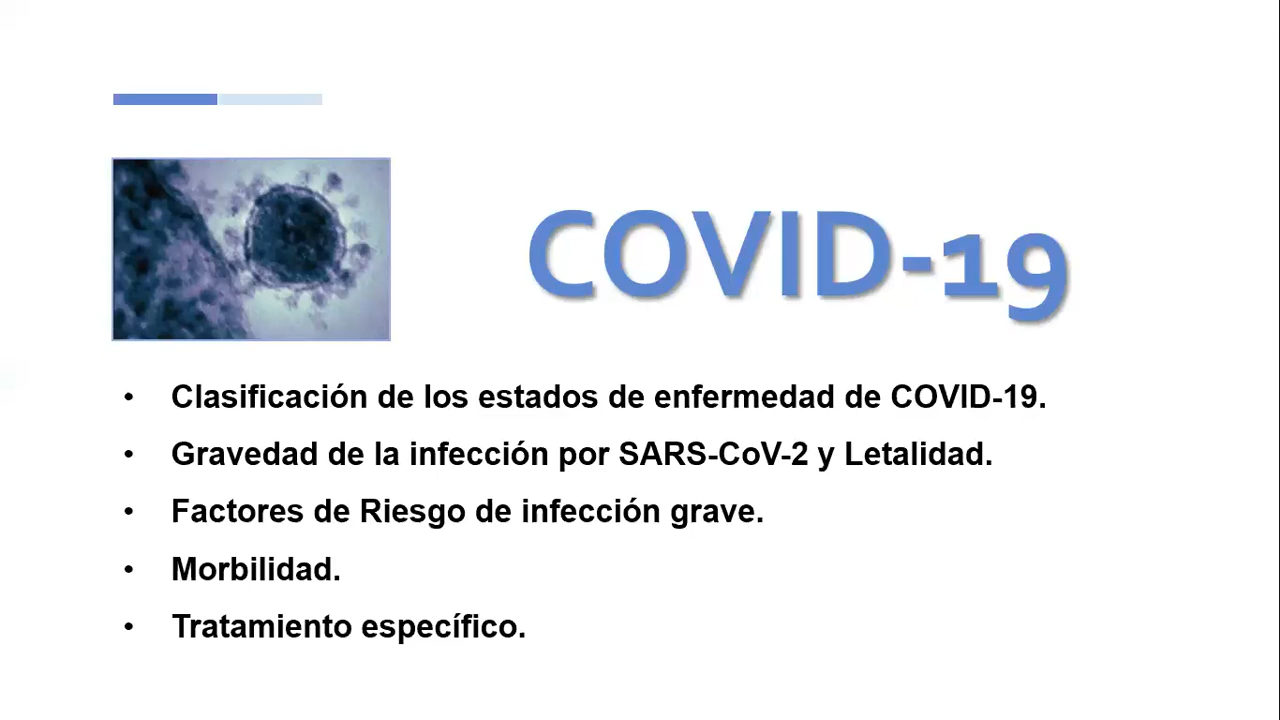 COVID-19
• Clasificación de los estados de enfermedad de COVID-19.
• Gravedad de la infección por SARS-CoV-2 y Letalidad.
• Factores de Riesgo de infección grave.
• Morbilidad.
• Tratamiento específico.